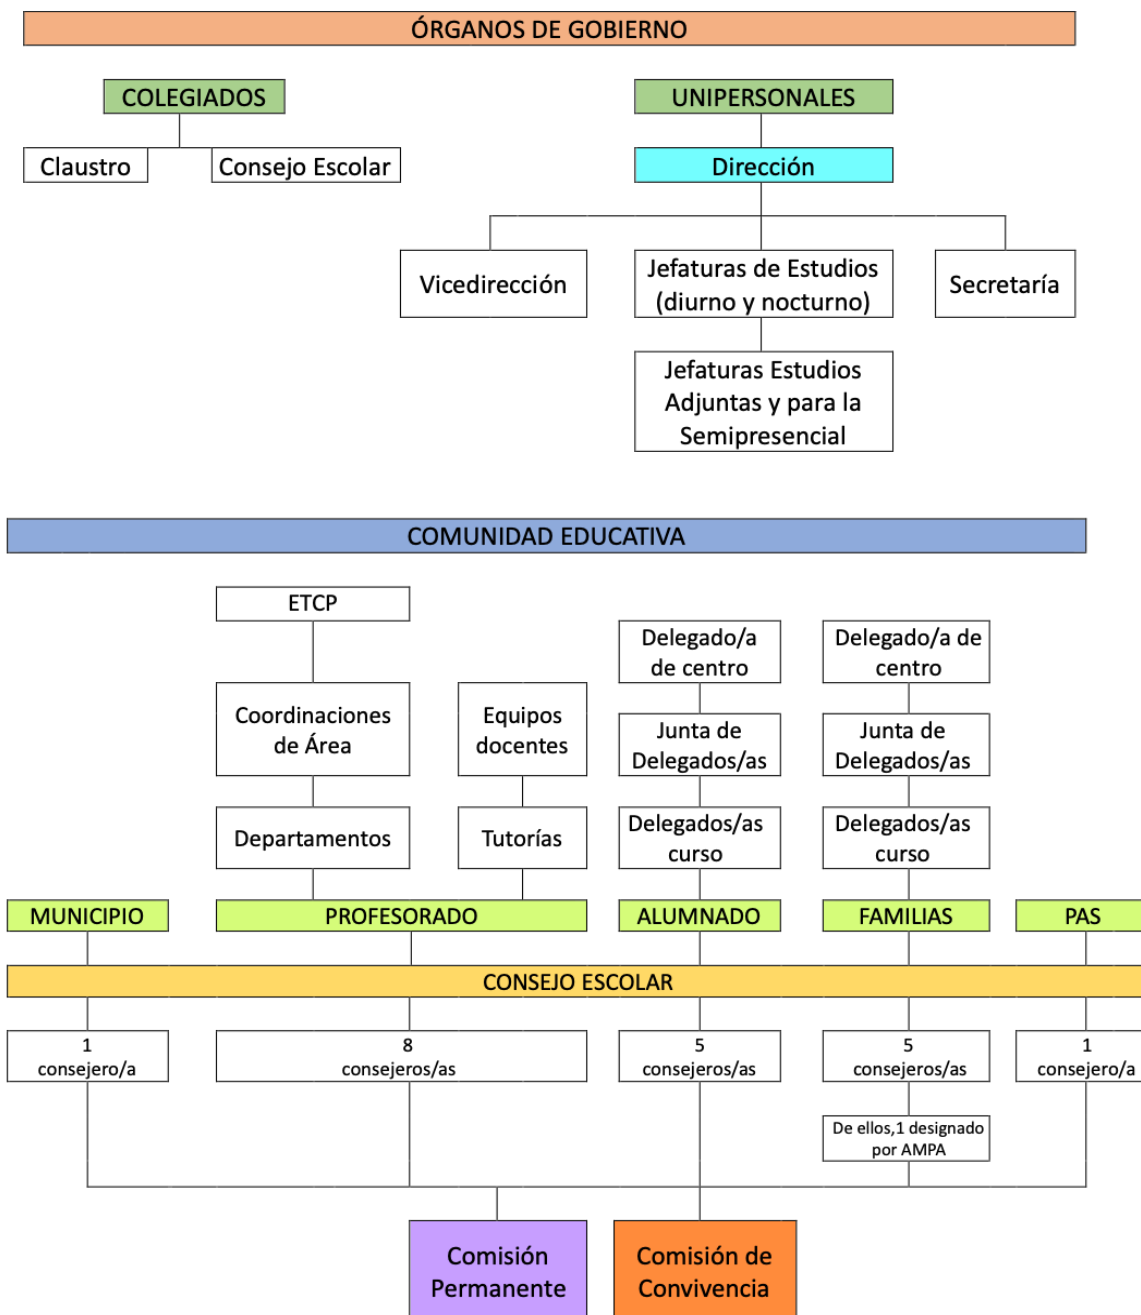 ÓRGANOS DE GOBIERNO
COLEGIADOS
UNIPERSONALES
Claustro
Consejo Escolar
Dirección
Vicedirección
Jefaturas de Estudios
(diurno y nocturno)
Secretaría
Jefaturas Estudios
Adjuntas y para la
Semipresencial
COMUNIDAD EDUCATIVA
ETCP
Delegado/a
de centro
Delegado/a de
centro
Coordinaciones
de Área
Equipos
docentes
Junta de
Delegados/as
Junta de
Delegados/as
Departamentos
Tutorías
Delegados/as
curso
Delegados/as
curso
MUNICIPIO
PROFESORADO
ALUMNADO
FAMILIAS
PAS
CONSEJO ESCOLAR
1
consejero/a
8
consejeros/as
5
consejeros/as
5
consejeros/as
1
consejero/a
De ellos,1 designado
por AMPA
Comisión
Permanente
Comisión de
Convivencia